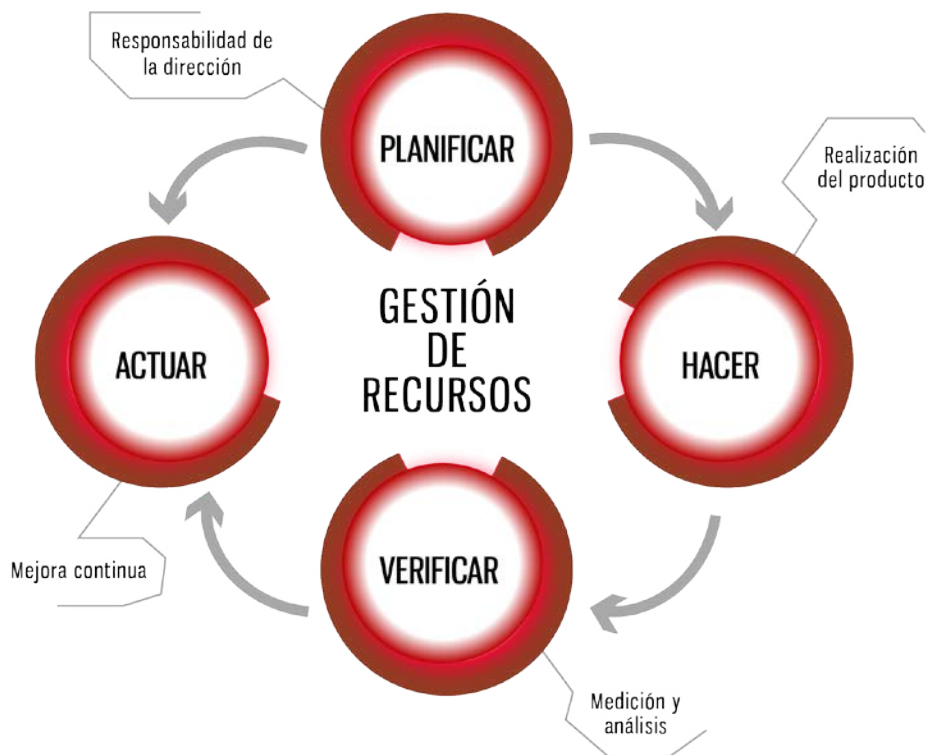 Responsabilidad de
la dirección
PLANIFICAR
Realización
del producto
GESTIÓN
DE
RECURSOS
ACTUAR
HACER
Mejora continua
VERIFICAR
Medición y
análisis